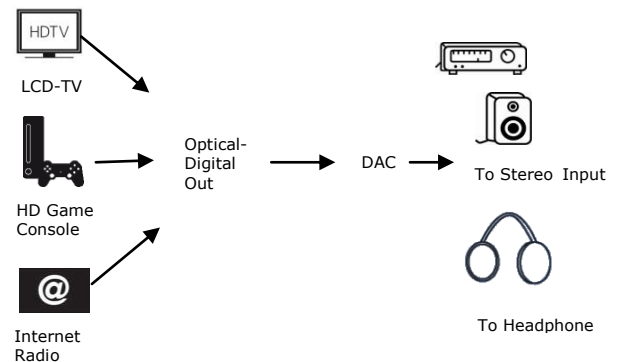 HDTV
LCD-TV
HD Game
Console
@
Internet
Radio
Optical-
Digital
Out
DAC
To Stereo Input
To Headphone